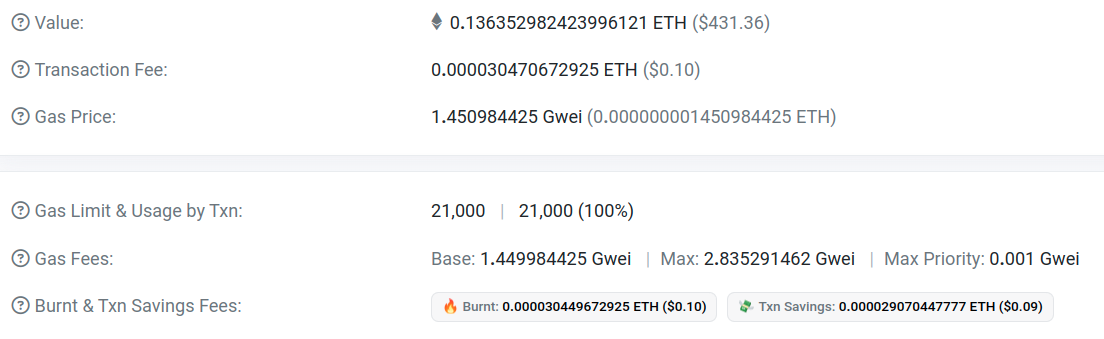 Value: 0.136352982423996121 ETH ($431.36)
Transaction Fee: 0.000030470672925 ETH ($0.10)
Gas Price: 1.450984425 Gwei (0.000000001450984425 ETH)
Gas Limit & Usage by Txn: 21,000 | 21,000 (100%)
Gas Fees: Base: 1.449984425 Gwei | Max: 2.835291462 Gwei | Max Priority: 0.001 Gwei
Burnt & Txn Savings Fees: 🔥 Burnt: 0.000030449672925 ETH ($0.10) 💸 Txn Savings: 0.000029070447777 ETH ($0.09)